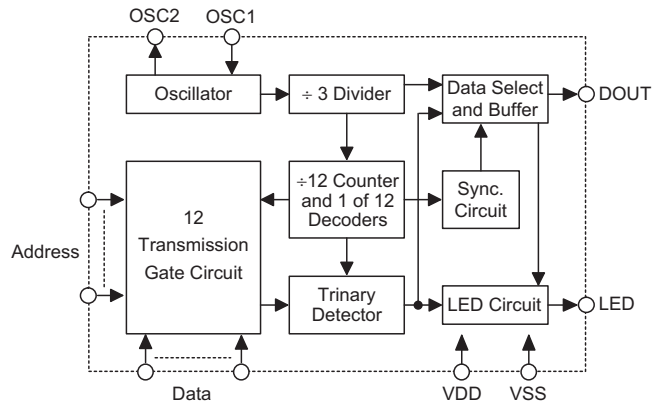 OSC2
OSC1
Oscillator
÷ 3 Divider
Data Select
and Buffer
DOUT
12
Transmission
Gate Circuit
÷12 Counter
and 1 of 12
Decoders
Sync.
Circuit
Address
Trinary
Detector
LED Circuit
LED
Data
VDD
VSS